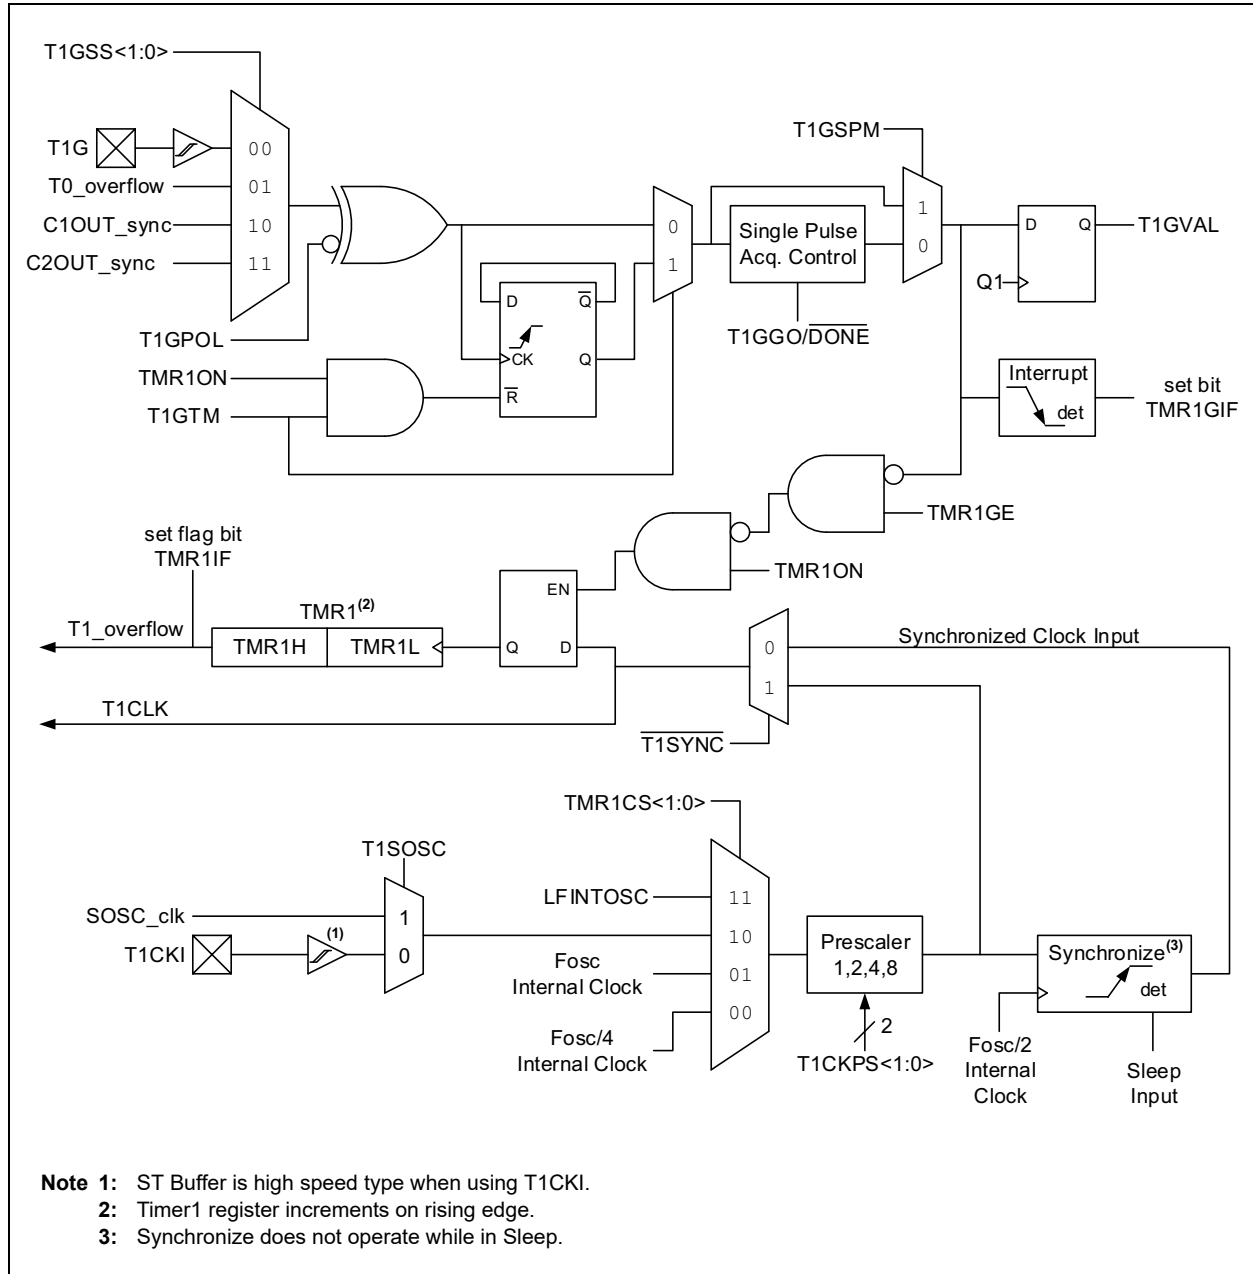 T1GSS<1:0>
T1G
00
T0_overflow
01
C1OUT_sync
10
C2OUT_sync
11
T1GPOL
TMR1ON
T1GTM
D
Q
CK
Q
R
0
1
T1GSPM
Single Pulse
Acq. Control
T1GGO/DONE
1
0
D
Q
T1GVAL
Q1
Interrupt
det
set bit
TMR1GIF
TMR1GE
TMR1ON
set flag bit
TMR1IF
TMR1(2)
T1_overflow
TMR1H
TMR1L
EN
Q
D
T1CLK
0
1
Synchronized Clock Input
T1SYNC
TMR1CS<1:0>
T1SOSC
SOSC_clk
1
T1CKI
(1)
0
LFINTOSC
11
10
Fosc
Internal Clock
01
Fosc/4
Internal Clock
00
Prescaler
1,2,4,8
2
T1CKPS<1:0>
Synchronize(3)
det
Fosc/2
Internal
Clock
Sleep
Input
Note 1: ST Buffer is high speed type when using T1CKI.
2: Timer1 register increments on rising edge.
3: Synchronize does not operate while in Sleep.